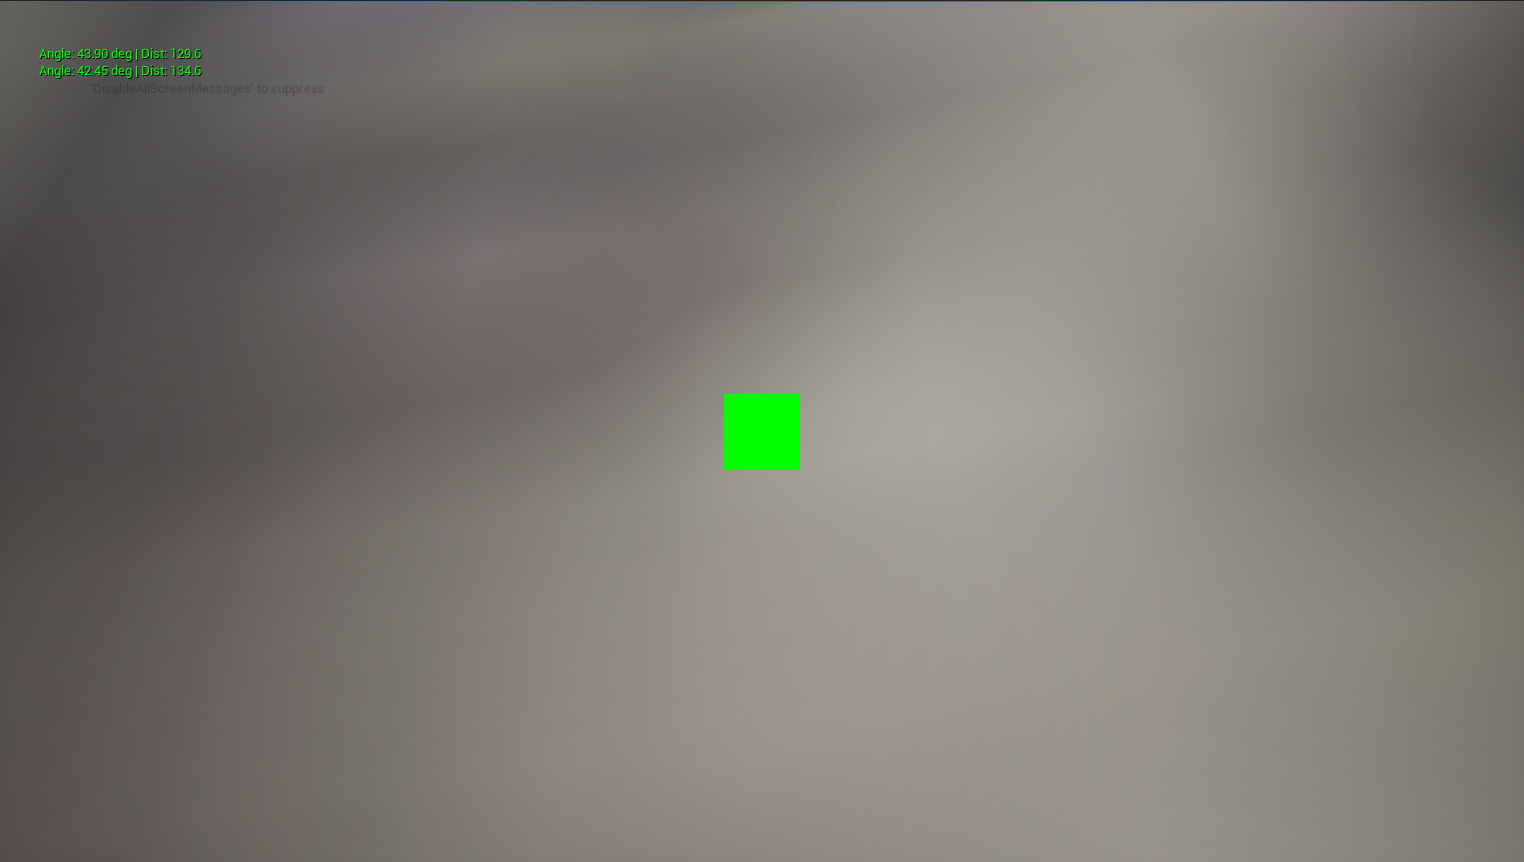 Angle: 43.90 deg | Dist: 129.6
Angle: 42.45 deg | Dist: 134.6
'DisableAllScreenMessages' to suppress